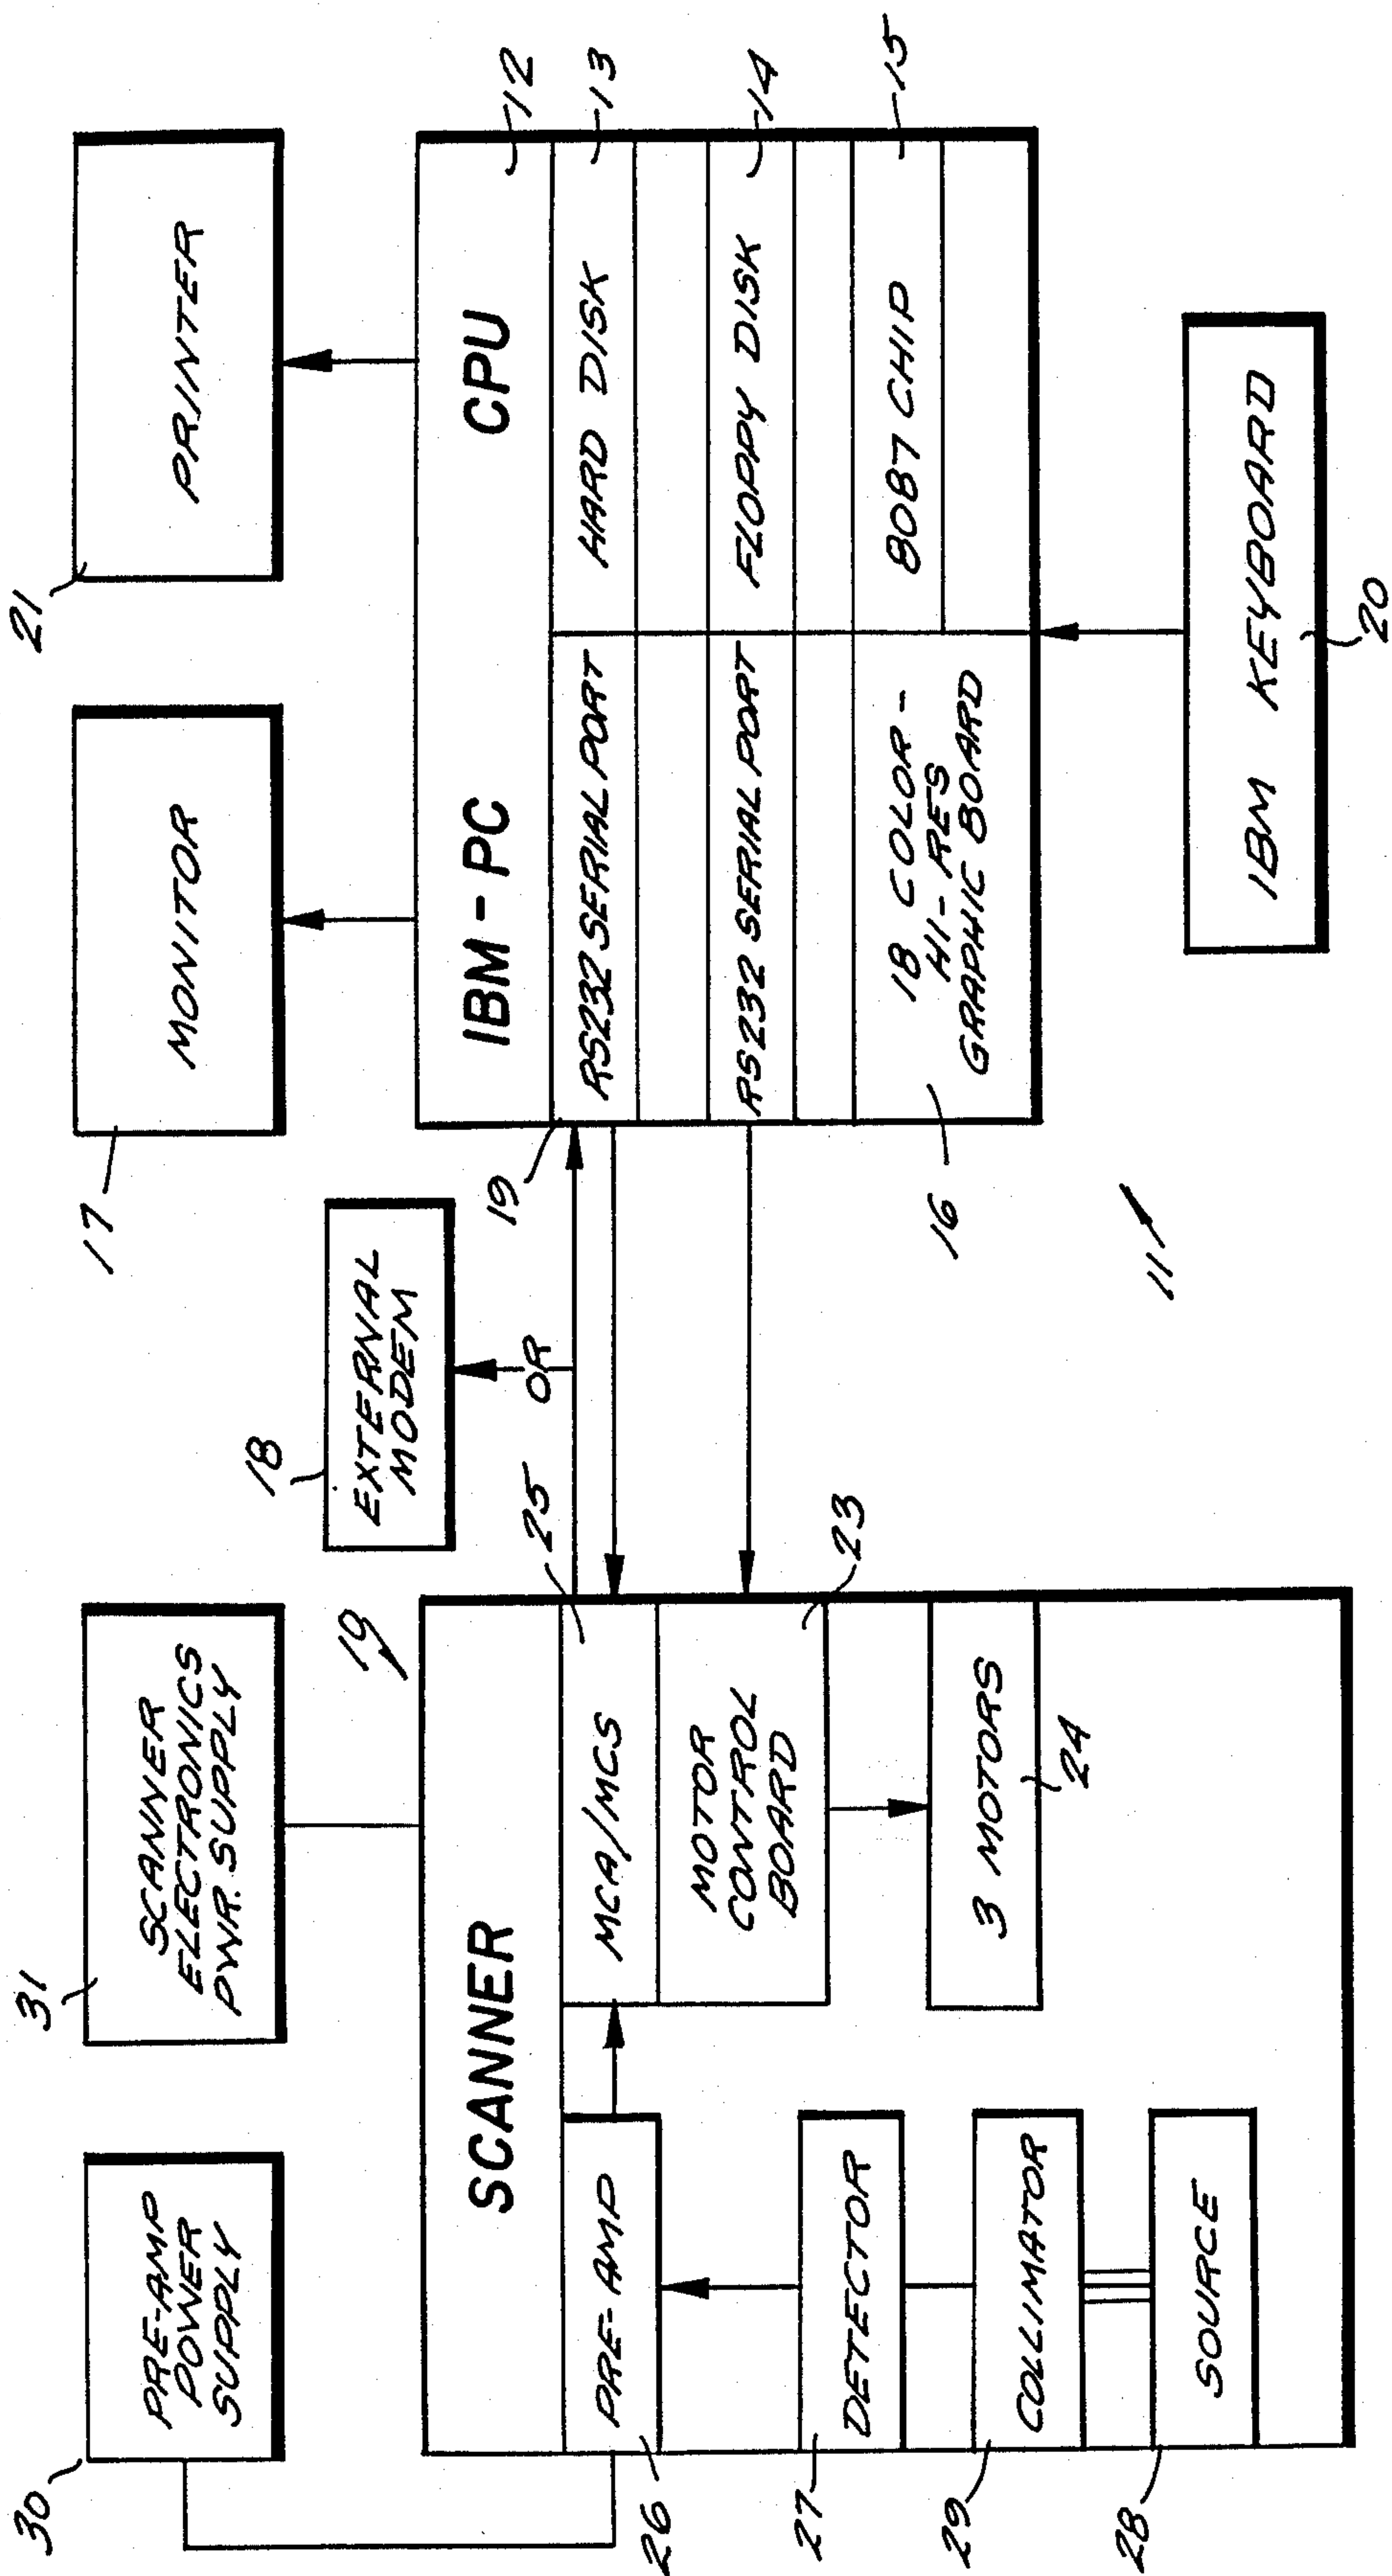 30
PRE-AMP
POWER
SUPPLY
31
SCANNER
ELECTRONICS
PWR. SUPPLY
18
EXTERNAL
MODEM
OR
17
MONITOR
21
PRINTER
10
SCANNER
PRE-AMP
26
MCA/MCS
25
MOTOR
CONTROL
BOARD
23
3 MOTORS
24
DETECTOR
27
COLLIMATOR
29
SOURCE
28
IBM-PC CPU
12
19
RS232 SERIAL PORT
HARD DISK
13
RS232 SERIAL PORT
FLOPPY DISK
14
18 COLOR -
HI-RES
GRAPHIC BOARD
16
8087 CHIP
15
11
IBM KEYBOARD
20